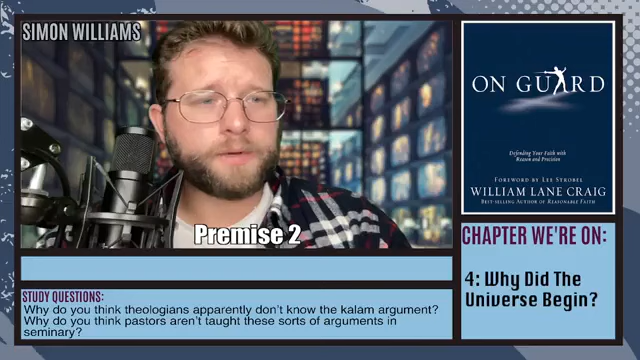 SIMON WILLIAMS
Premise 2
STUDY QUESTIONS:
Why do you think theologians apparently don't know the kalam argument?
Why do you think pastors aren't taught these sorts of arguments in
seminary?
ON GUARD
Defending Your Faith with
Reason and Precision
FOREWORD BY LEE STROBEL
WILLIAM LANE CRAIG
BEST-SELLING AUTHOR OF REASONABLE FAITH
CHAPTER WE'RE ON:
4: Why Did The
Universe Begin?